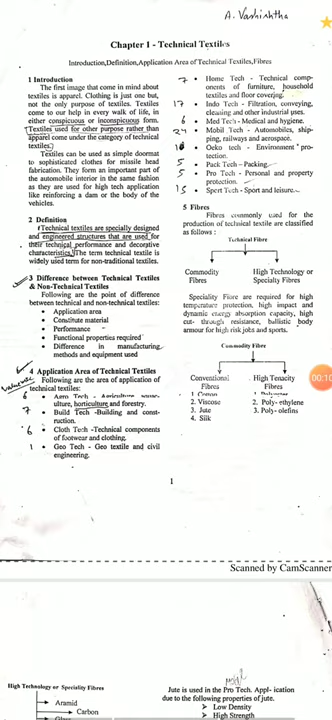 A. Vashishtha
Chapter 1 - Technical Textiles
Introduction,Definition,Application Area of Technical Textiles,Fibres
1 Introduction
The first image that come in mind about
textiles is apparel. Clothing is just one but,
not the only purpose of textiles. Textiles
come to our help in every walk of life, in
either conspicuous or inconspicuous form.
Textiles used for other purpose rather than
apparel come under the category of technical
textiles.
Textiles can be used as simple doormat
to sophisticated clothes for missile head
fabrication. They form an important part of
the automobile interior in the same fashion
as they are used for high tech application
like reinforcing a dam or the body of the
vehicles.
2 Definition
Technical textiles are specially designed
and engineered structures that are used for
their technical performance and decorative
characteristics. The term technical textile is
widely used term for non-traditional textiles.
3 Difference between Technical Textiles
& Non-Technical Textiles
Following are the point of difference
between technical and non-technical textiles:
• Application area
• Constitute material
• Performance
• Functional properties required
• Difference in manufacturing
methods and equipment used
4 Application Area of Technical Textiles
Following are the area of application of
technical textiles:
6 • Agro Tech - Agriculture
culture, horticulture and forestry.
7 • Build Tech -Building and const-
ruction.
6 • Cloth Tech -Technical components
of footwear and clothing.
1 • Geo Tech - Geo textile and civil
engineering.
7 • Home Tech - Technical comp-
onents of furniture, household
textiles and floor covering.
17 • Indo Tech - Filtration, conveying,
cleaning and other industrial uses.
6 • Med Tech - Medical and hygiene.
24 • Mobil Tech - Automobiles, ship-
ping, railways and aerospace.
• Oeko tech - Environment pro-
tection.
5 • Pack Tech - Packing
5 • Pro Tech - Personal and property
protection.
15 • Sport Tech - Sport and leisure
5 Fibres
Fibres commonly used for the
production of technical textile are classified
as follows :
Technical Fibre
Commodity High Technology or
Fibres Speciality Fibres
Speciality Fibre are required for high
temperature protection, high impact and
dynamic energy absorption capacity, high
cut- through resistance, ballistic body
armour for high risk jobs and sports.
Commodity Fibre
Conventional High Tenacity
Fibres Fibres
1. Cotton 1. Polyester
2. Viscose 2. Poly- ethylene
3. Jute 3. Poly- olefins
4. Silk
00:10
1
Scanned by CamScanner
High Technology or Speciality Fibres
Aramid
Carbon
Glass
Jute is used in the Pro Tech. Appl- ication
due to the following properties of jute.
➢ Low Density
➢ High Strength